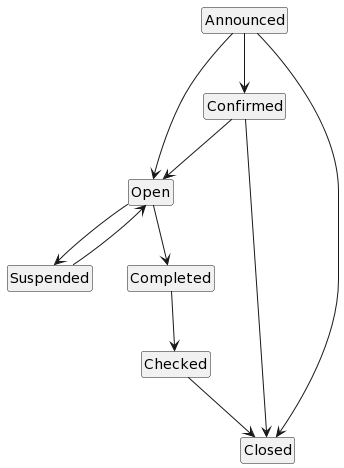 Announced
Confirmed
Open
Suspended
Completed
Checked
Closed